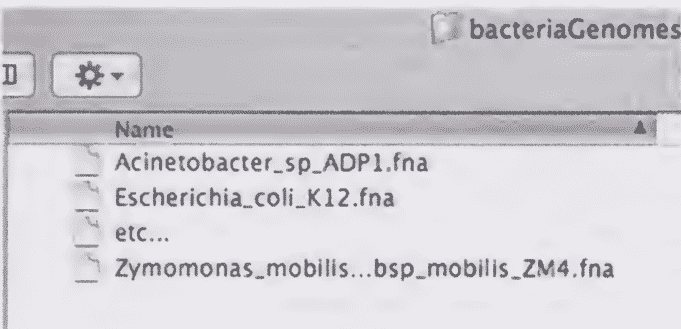 bacteriaGenomes
Name
Acinetobacter_sp_ADP1.fna
Escherichia_coli_K12.fna
etc...
Zymomonas_mobilis...bsp_mobilis_ZM4.fna